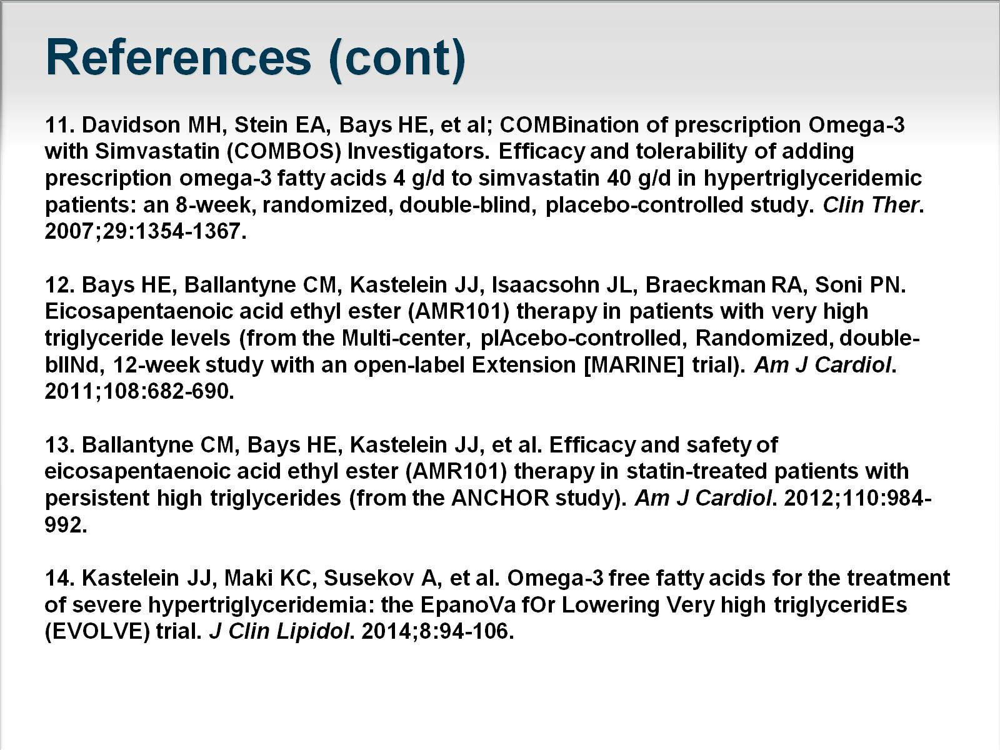 References (cont)
11. Davidson MH, Stein EA, Bays HE, et al; COMBination of prescription Omega-3
with Simvastatin (COMBOS) Investigators. Efficacy and tolerability of adding
prescription omega-3 fatty acids 4 g/d to simvastatin 40 g/d in hypertriglyceridemic
patients: an 8-week, randomized, double-blind, placebo-controlled study. Clin Ther.
2007;29:1354-1367.
12. Bays HE, Ballantyne CM, Kastelein JJ, Isaacsohn JL, Braeckman RA, Soni PN.
Eicosapentaenoic acid ethyl ester (AMR101) therapy in patients with very high
triglyceride levels (from the Multi-center, plAcebo-controlled, Randomized, double-
blINd, 12-week study with an open-label Extension [MARINE] trial). Am J Cardiol.
2011;108:682-690.
13. Ballantyne CM, Bays HE, Kastelein JJ, et al. Efficacy and safety of
eicosapentaenoic acid ethyl ester (AMR101) therapy in statin-treated patients with
persistent high triglycerides (from the ANCHOR study). Am J Cardiol. 2012;110:984-
992.
14. Kastelein JJ, Maki KC, Susekov A, et al. Omega-3 free fatty acids for the treatment
of severe hypertriglyceridemia: the EpanoVa fOr Lowering Very high triglyceridEs
(EVOLVE) trial. J Clin Lipidol. 2014;8:94-106.